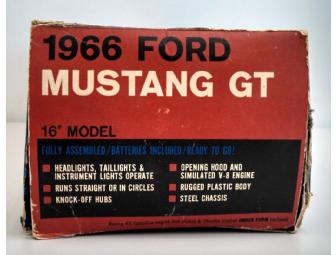 1966 FORD
MUSTANG GT
16" MODEL
FULLY ASSEMBLED/BATTERIES INCLUDED/READY TO GO!
HEADLIGHTS, TAILLIGHTS &
INSTRUMENT LIGHTS OPERATE
RUNS STRAIGHT OR IN CIRCLES
KNOCK-OFF HUBS
OPENING HOOD AND
SIMULATED V-8 ENGINE
RUGGED PLASTIC BODY
STEEL CHASSIS